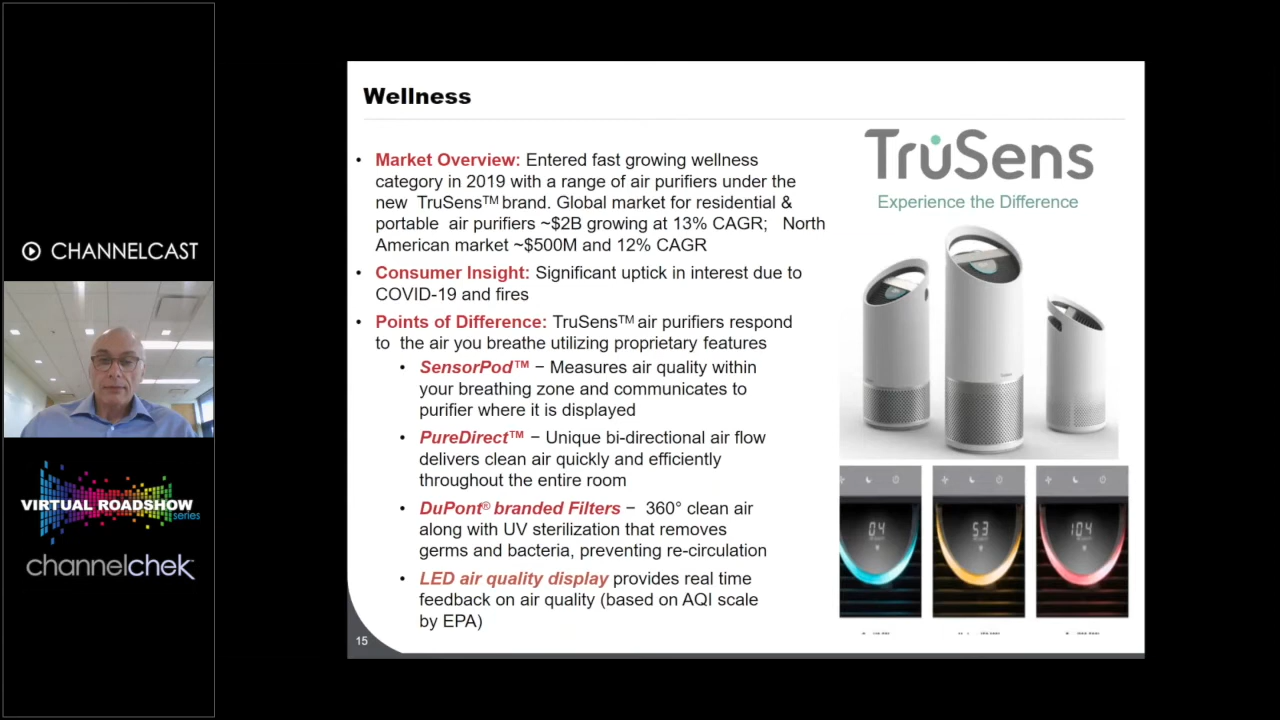 CHANNELCAST
VIRTUAL ROADSHOW
series
channelchek
Wellness
• Market Overview: Entered fast growing wellness
category in 2019 with a range of air purifiers under the
new TruSens™ brand. Global market for residential &
portable air purifiers ~$2B growing at 13% CAGR; North
American market ~$500M and 12% CAGR
• Consumer Insight: Significant uptick in interest due to
COVID-19 and fires
• Points of Difference: TruSens™ air purifiers respond
to the air you breathe utilizing proprietary features
• SensorPod™ − Measures air quality within
your breathing zone and communicates to
purifier where it is displayed
• PureDirect™ − Unique bi-directional air flow
delivers clean air quickly and efficiently
throughout the entire room
• DuPont® branded Filters − 360° clean air
along with UV sterilization that removes
germs and bacteria, preventing re-circulation
• LED air quality display provides real time
feedback on air quality (based on AQI scale
by EPA)
15
TruSens
Experience the Difference
04
53
104